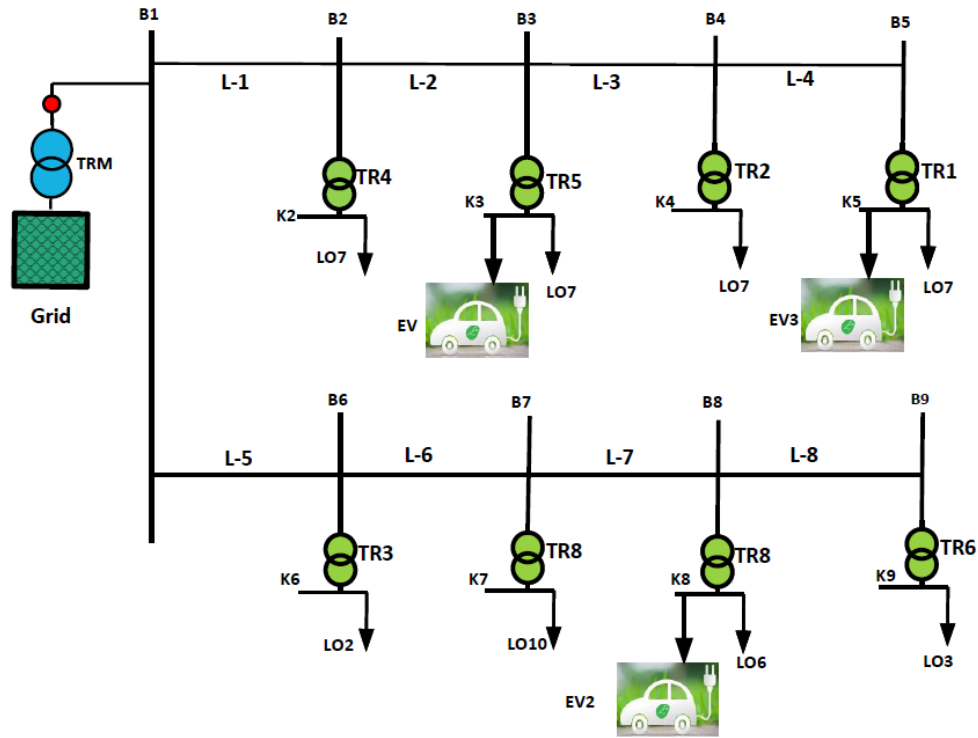 B1
B2
B3
B4
B5
L-1
L-2
L-3
L-4
TRM
TR4
TR5
TR2
TR1
K2
K3
K4
K5
LO7
LO7
LO7
LO7
Grid
EV
EV3
B6
B7
B8
B9
L-5
L-6
L-7
L-8
TR3
TR8
TR8
TR6
K6
K7
K8
K9
LO2
LO10
LO6
LO3
EV2